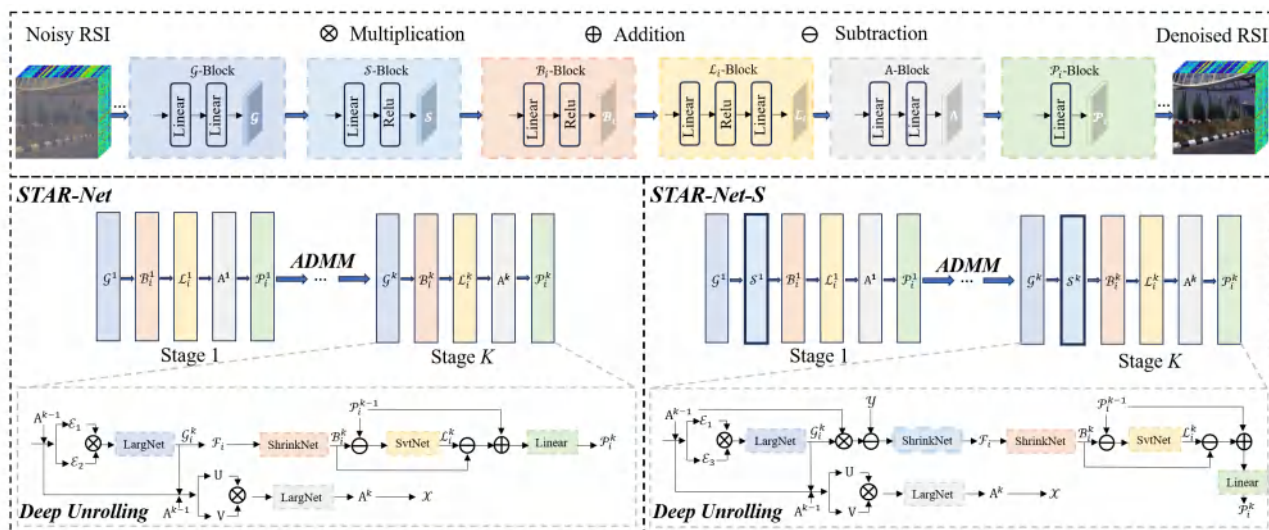 Noisy RSI
⊗ Multiplication
⊕ Addition
⊖ Subtraction
Denoised RSI
𝒢-Block
Linear
Linear
𝒢
𝒮-Block
Linear
Relu
𝒮
ℬᵢ-Block
Linear
Relu
ℬᵢ
ℒᵢ-Block
Linear
Relu
Linear
ℒᵢ
A-Block
Linear
Linear
A
𝒫ᵢ-Block
Linear
𝒫ᵢ
...
...
STAR-Net
𝒢¹
ℬᵢ¹
ℒᵢ¹
A¹
𝒫ᵢ¹
ADMM
...
𝒢ᵏ
ℬᵢᵏ
ℒᵢᵏ
Aᵏ
𝒫ᵢᵏ
Stage 1
Stage K
Aᵏ⁻¹
ℰ₁
ℰ₂
LargNet
𝒢ᵢᵏ
ℱᵢ
ShrinkNet
ℬᵢᵏ
𝒫ᵢᵏ⁻¹
SvtNet
ℒᵢᵏ
Linear
𝒫ᵢᵏ
Aᵏ⁻¹
U
V
LargNet
Aᵏ
𝒳
Deep Unrolling
STAR-Net-S
𝒢¹
𝒮¹
ℬᵢ¹
ℒᵢ¹
A¹
𝒫ᵢ¹
ADMM
...
𝒢ᵏ
𝒮ᵏ
ℬᵢᵏ
ℒᵢᵏ
Aᵏ
𝒫ᵢᵏ
Stage 1
Stage K
Aᵏ⁻¹
ℰ₁
ℰ₃
LargNet
𝒢ᵢᵏ
𝒴
ShrinkNet
ℱᵢ
ShrinkNet
ℬᵢᵏ
𝒫ᵢᵏ⁻¹
SvtNet
ℒᵢᵏ
Linear
𝒫ᵢᵏ
Aᵏ⁻¹
U
V
LargNet
Aᵏ
𝒳
Deep Unrolling